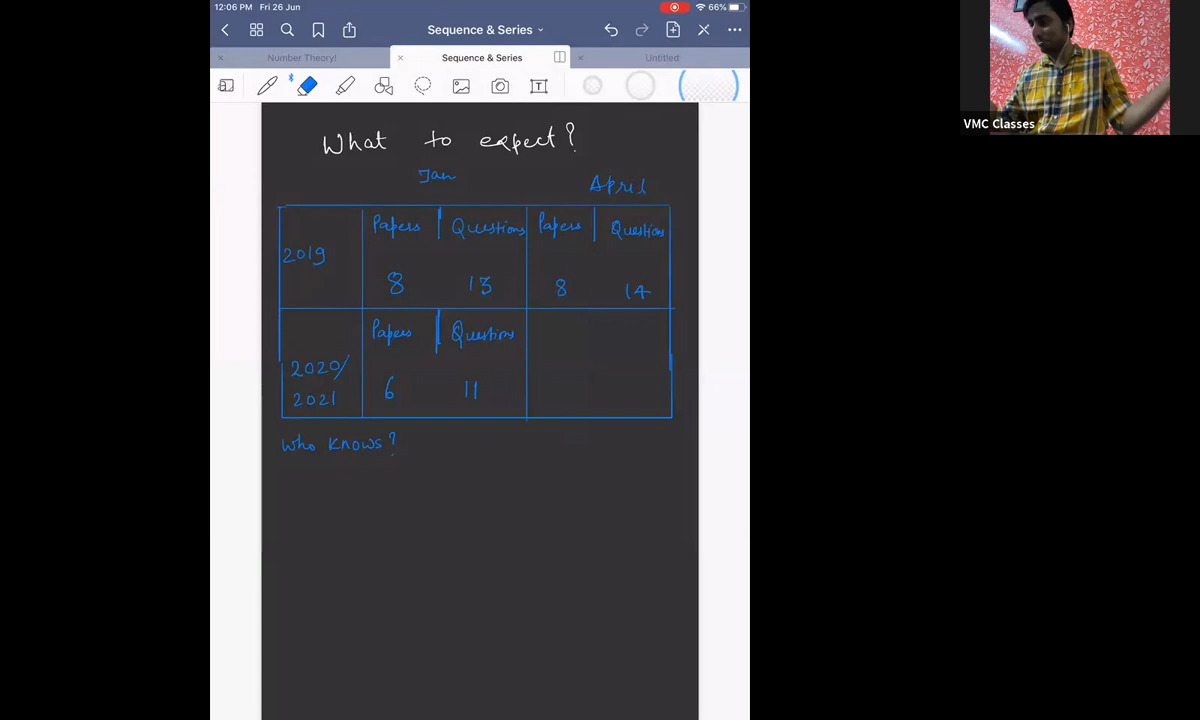 12:06 PM Fri 26 Jun
66%
Sequence & Series
Number Theory!
Sequence & Series
Untitled
T
VMC Classes
What to expect?
Jan
April
Papers Questions Papers Questions
2019
8 13 8 14
Papers Questions
2020/
2021
6 11
Who knows?